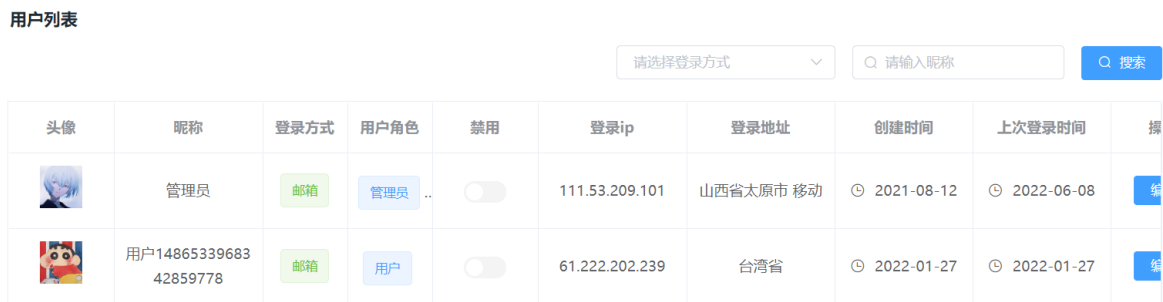 用户列表
请选择登录方式 请输入昵称 搜索
头像 昵称 登录方式 用户角色 禁用 登录ip 登录地址 创建时间 上次登录时间
管理员 邮箱 管理员 .. 111.53.209.101 山西省太原市 移动 2021-08-12 2022-06-08
用户14865339683
42859778 邮箱 用户 61.222.202.239 台湾省 2022-01-27 2022-01-27